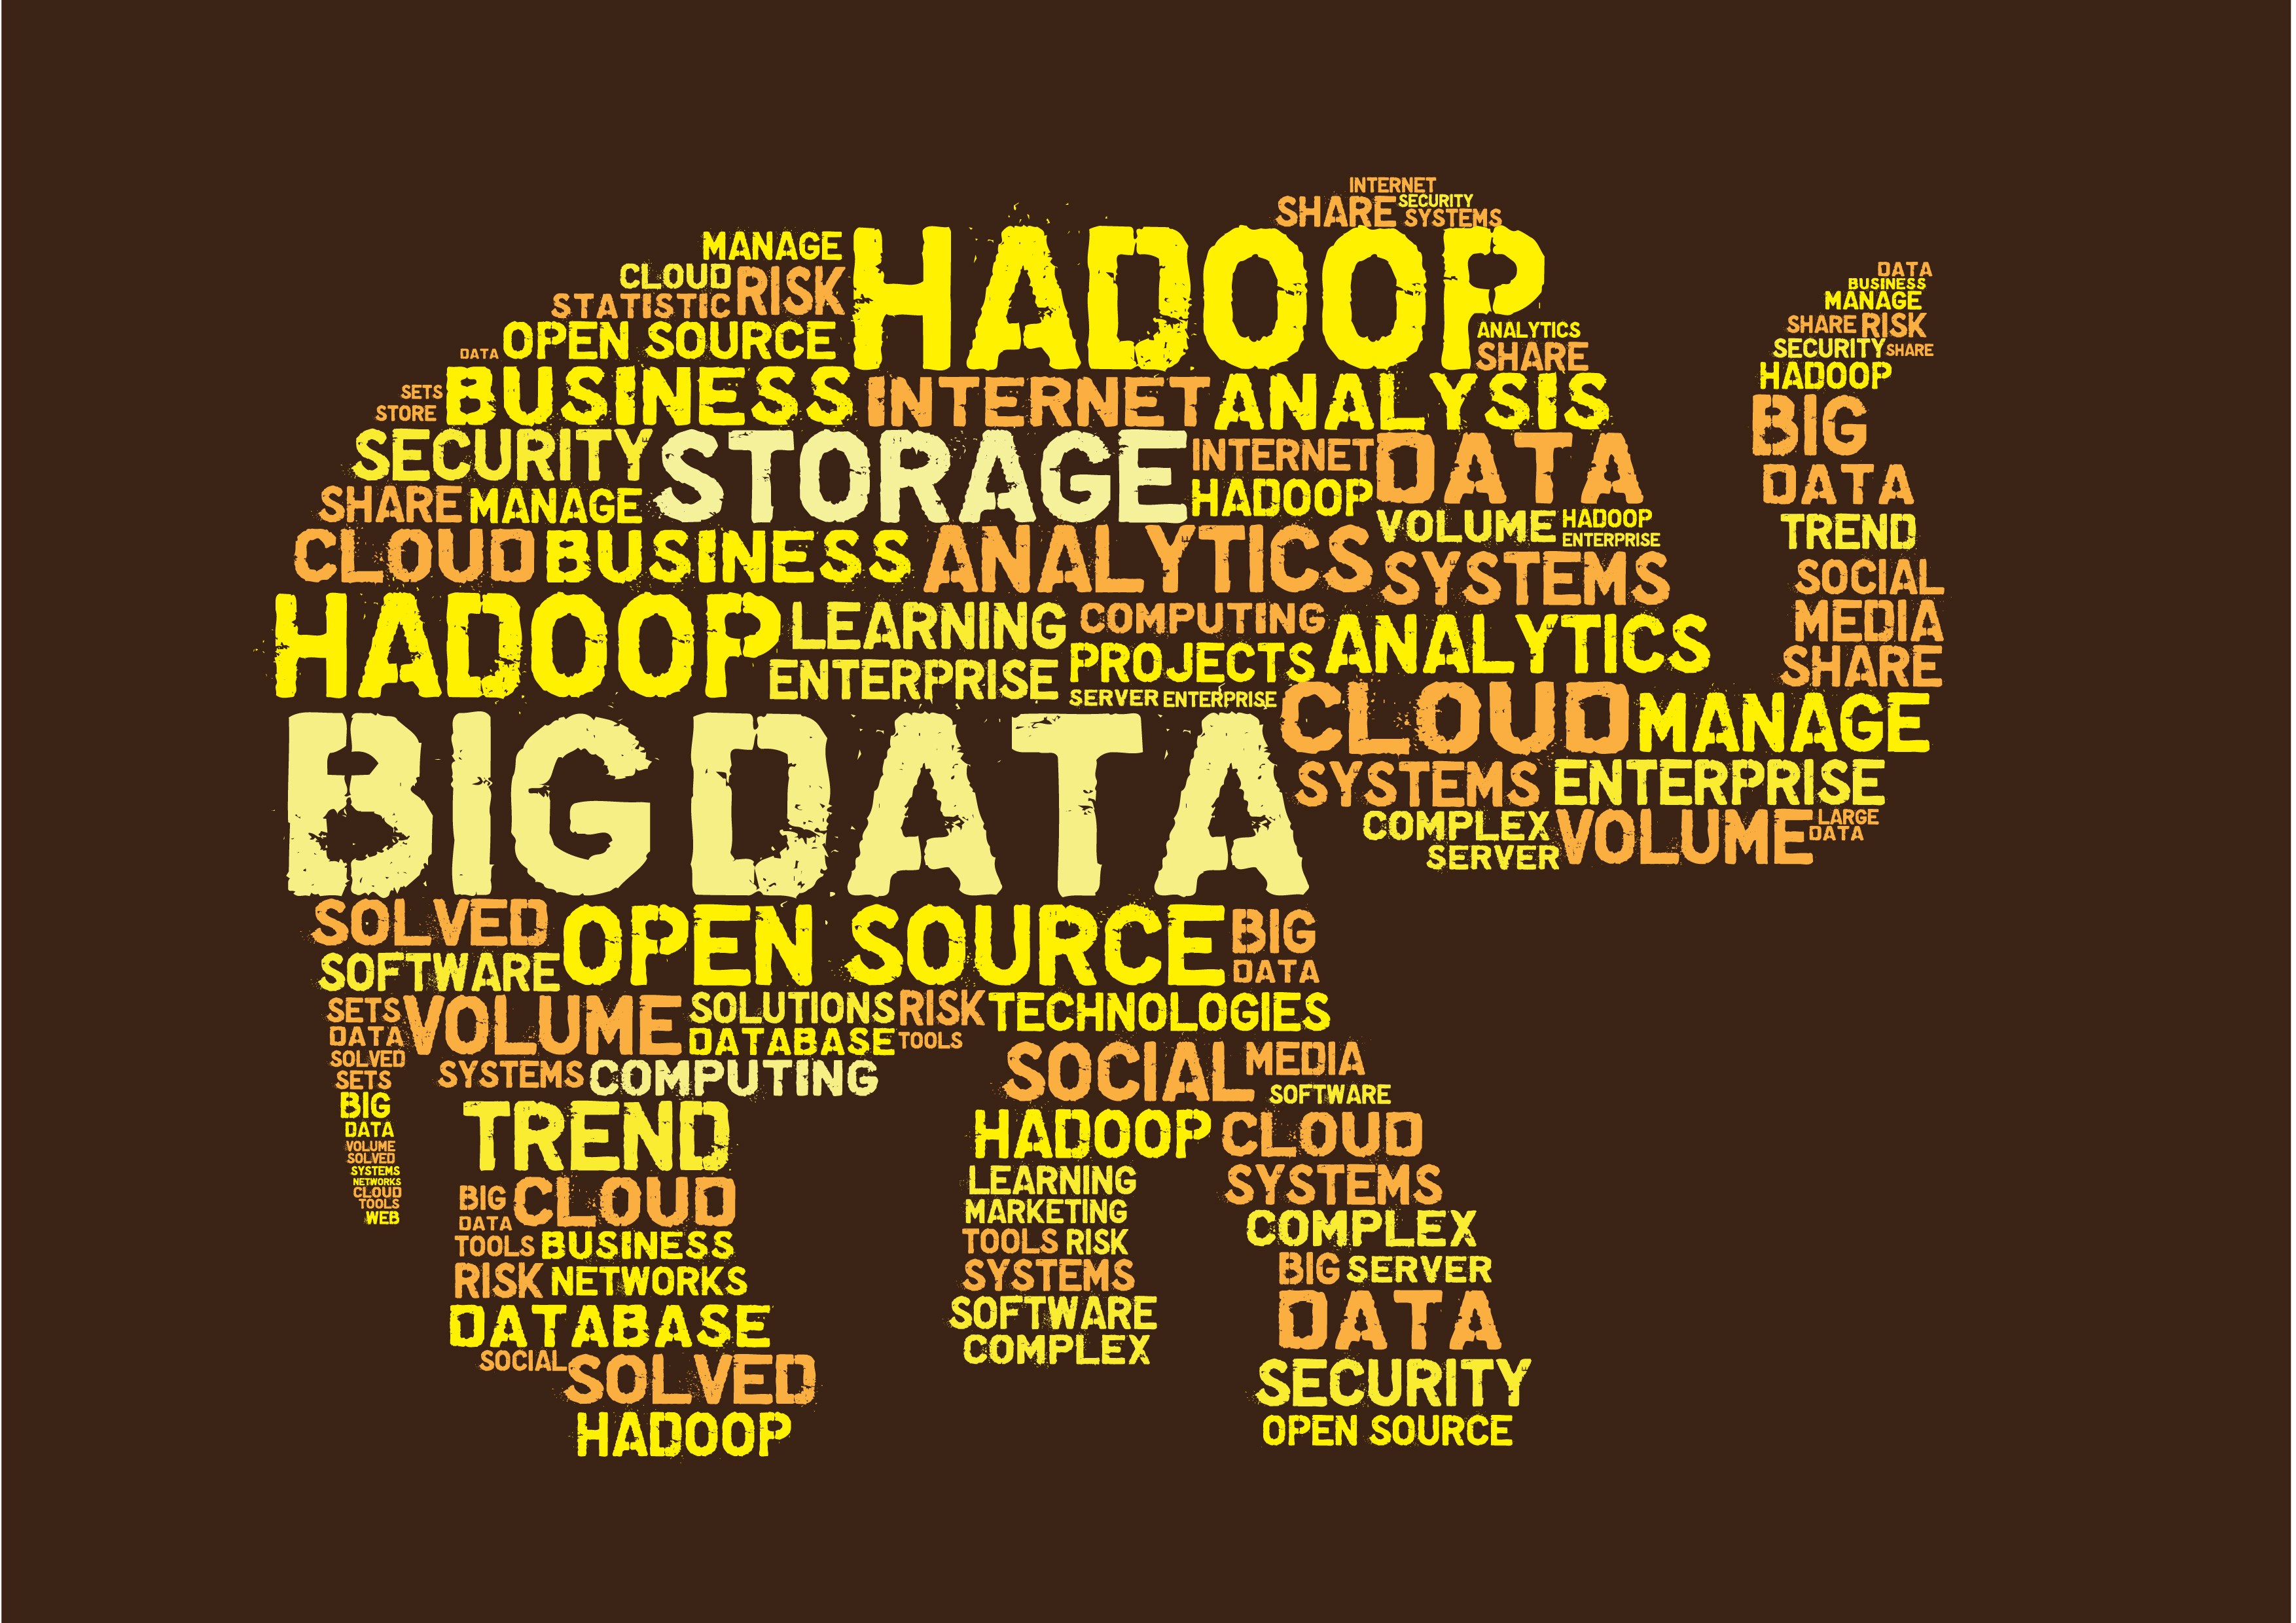 INTERNET
SHARE SECURITY
SYSTEMS
MANAGE HADOOP
CLOUD RISK
STATISTIC
DATA OPEN SOURCE
ANALYTICS
SHARE
SETS BUSINESS INTERNET ANALYSIS
STORE
SECURITY STORAGE INTERNET DATA
SHARE MANAGE HADOOP
VOLUME HADOOP
ENTERPRISE
CLOUD BUSINESS ANALYTICS SYSTEMS
HADOOP LEARNING COMPUTING ANALYTICS
ENTERPRISE PROJECTS
SERVER ENTERPRISE
DATA
BUSINESS
MANAGE
SHARE RISK
SECURITY SHARE
HADOOP
BIG
DATA
TREND
SOCIAL
MEDIA
SHARE
BIG DATA CLOUD MANAGE
SYSTEMS ENTERPRISE
COMPLEX VOLUME LARGE
DATA
SERVER
SOLVED OPEN SOURCE BIG
SOFTWARE DATA
SETS VOLUME SOLUTIONS RISK TECHNOLOGIES
DATA DATABASE TOOLS
SOLVED
SETS SYSTEMS COMPUTING
BIG
DATA
VOLUME
SOLVED
SYSTEMS
NETWORKS
CLOUD
TOOLS
WEB
TREND
BIG CLOUD
DATA
TOOLS BUSINESS
RISK NETWORKS
DATABASE
SOCIAL SOLVED
HADOOP
SOCIAL MEDIA
SOFTWARE
HADOOP CLOUD
LEARNING
MARKETING
TOOLS RISK
SYSTEMS
SOFTWARE
COMPLEX
SYSTEMS
COMPLEX
BIG SERVER
DATA
SECURITY
OPEN SOURCE